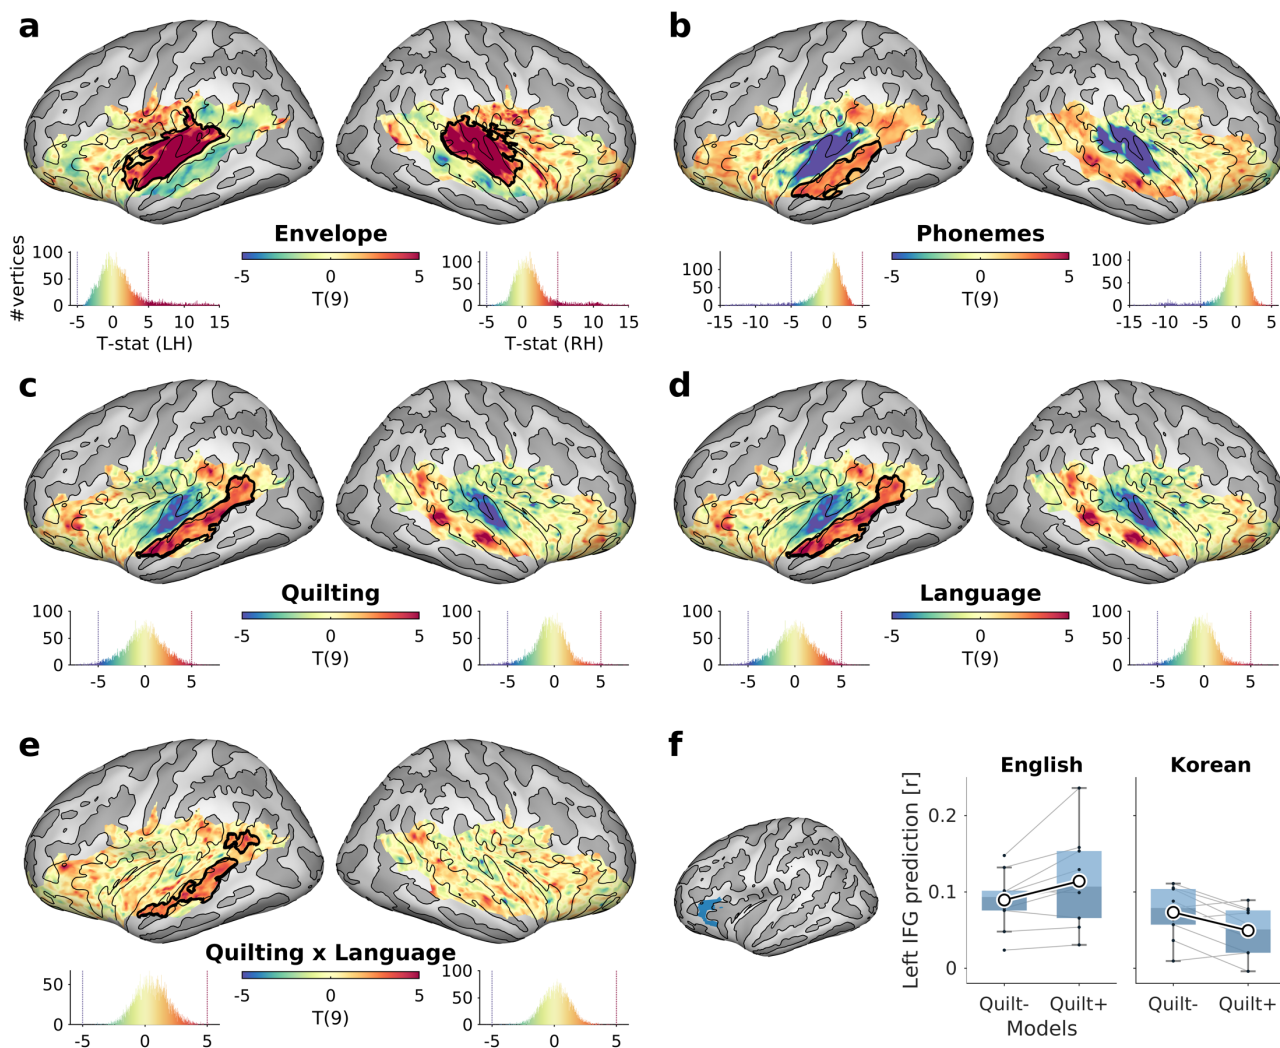 a
Envelope
-5 0 5
T(9)
#vertices
100
50
0
-5 0 5 10 15
T-stat (LH)
100
50
0
-5 0 5 10 15
T-stat (RH)
b
Phonemes
-5 0 5
T(9)
100
50
0
-15 -10 -5 0 5
100
50
0
-15 -10 -5 0 5
c
Quilting
-5 0 5
T(9)
100
50
0
-5 0 5
100
50
0
-5 0 5
d
Language
-5 0 5
T(9)
100
50
0
-5 0 5
100
50
0
-5 0 5
e
Quilting x Language
-5 0 5
T(9)
50
0
-5 0 5
100
50
0
-5 0 5
f
English
Korean
Left IFG prediction [r]
0.2
0.1
0
Quilt- Quilt+
Quilt- Quilt+
Models